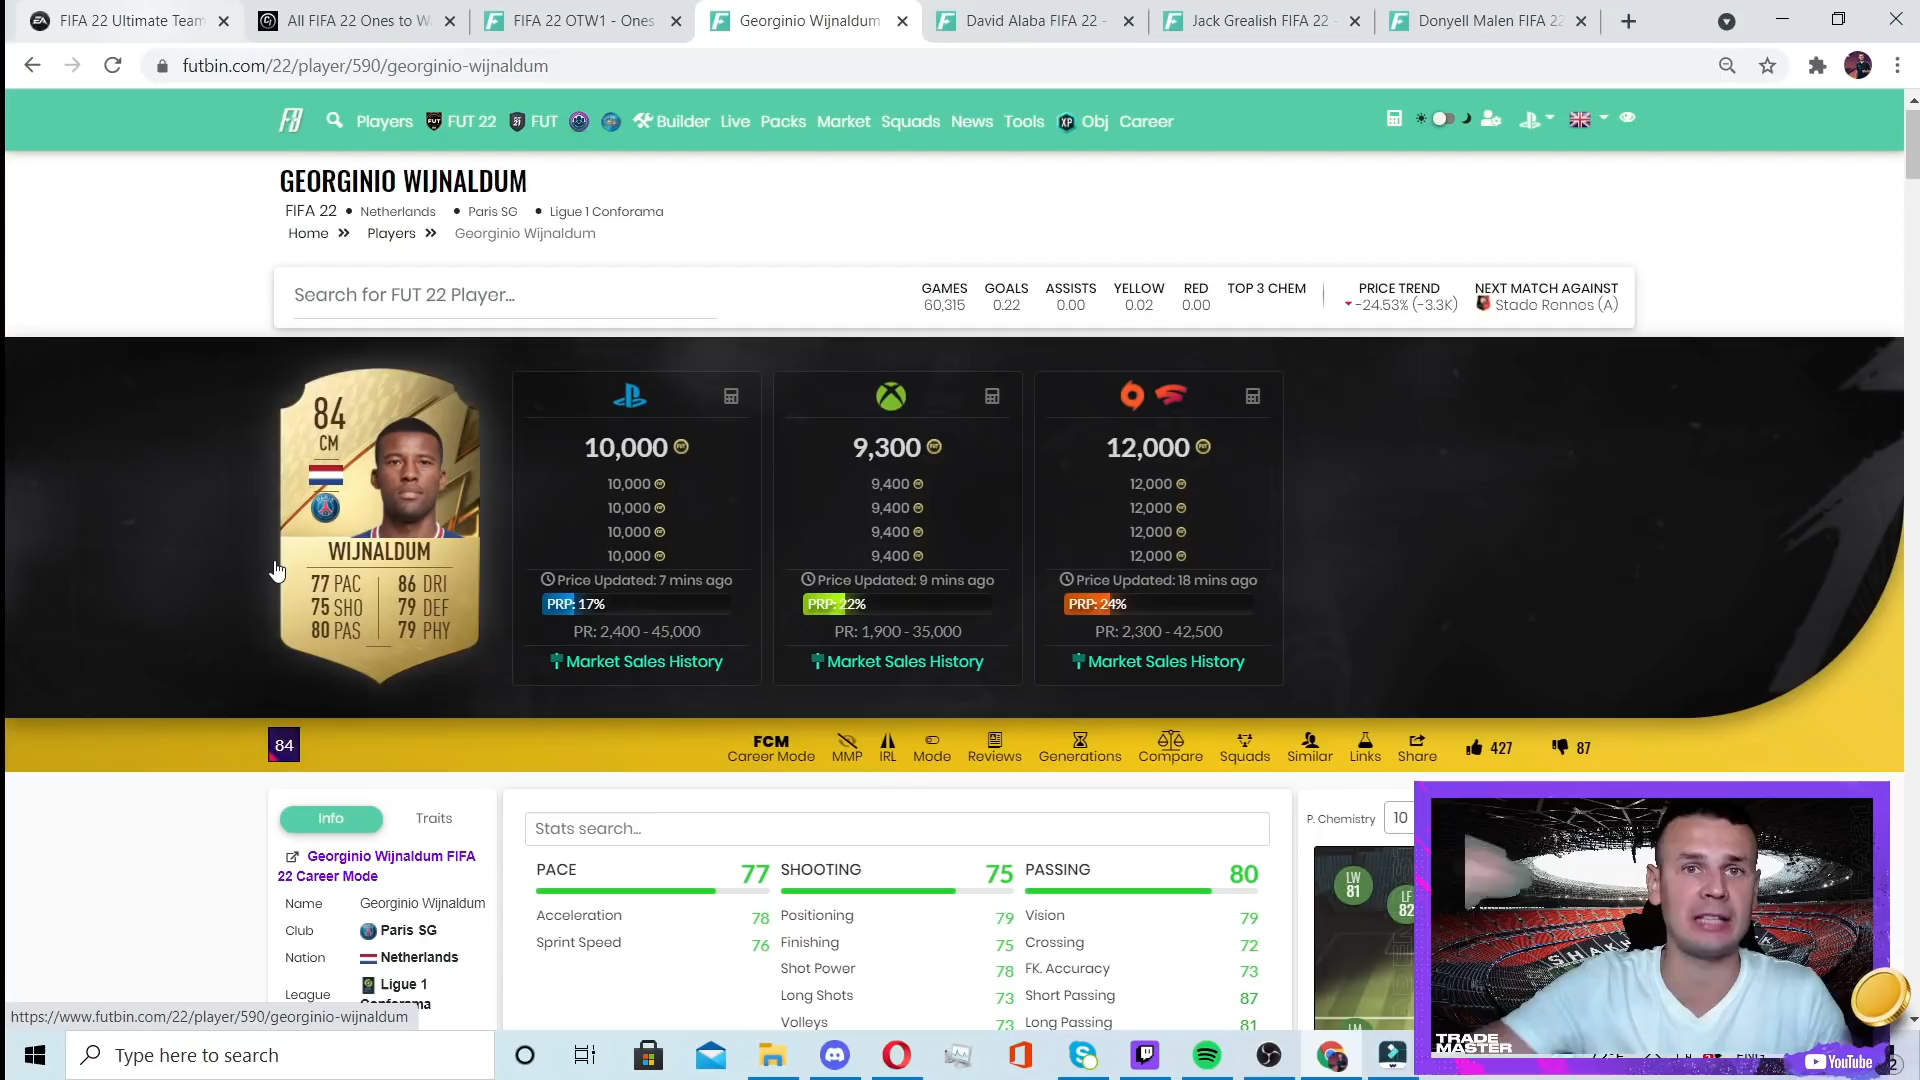 FIFA 22 Ultimate Team
All FIFA 22 Ones to W
FIFA 22 OTW1 - Ones
Georginio Wijnaldum
David Alaba FIFA 22 -
Jack Grealish FIFA 22 -
Donyell Malen FIFA 22
futbin.com/22/player/590/georginio-wijnaldum
Players FUT 22 FUT Builder Live Packs Market Squads News Tools Obj Career
GEORGINIO WIJNALDUM
FIFA 22 • Netherlands • Paris SG • Ligue 1 Conforama
Home » Players » Georginio Wijnaldum
Search for FUT 22 Player...
GAMES GOALS ASSISTS YELLOW RED TOP 3 CHEM PRICE TREND NEXT MATCH AGAINST
60,315 0.22 0.00 0.02 0.00 -24.53% (-3.3K) Stade Rennes (A)
84
CM
WIJNALDUM
77 PAC 86 DRI
75 SHO 79 DEF
80 PAS 79 PHY
10,000
10,000
10,000
10,000
10,000
Price Updated: 7 mins ago
PRP: 17%
PR: 2,400 - 45,000
Market Sales History
9,300
9,400
9,400
9,400
9,400
Price Updated: 9 mins ago
PRP: 22%
PR: 1,900 - 35,000
Market Sales History
12,000
12,000
12,000
12,000
12,000
Price Updated: 18 mins ago
PRP: 24%
PR: 2,300 - 42,500
Market Sales History
84
FCM
Career Mode MMP IRL Mode Reviews Generations Compare Squads Similar Links Share 427 87
Info Traits
Georginio Wijnaldum FIFA
22 Career Mode
Name Georginio Wijnaldum
Club Paris SG
Nation Netherlands
League Ligue 1
Conforama
Stats search...
PACE 77 SHOOTING 75 PASSING 80
Acceleration 78 Positioning 79 Vision 79
Sprint Speed 76 Finishing 75 Crossing 72
Shot Power 78 FK. Accuracy 73
Long Shots 73 Short Passing 87
Volleys 73 Long Passing 81
P. Chemistry 10
LW
81
LF
82
LM
TRADE
MASTER
YouTube
https://www.futbin.com/22/player/590/georginio-wijnaldum
Type here to search